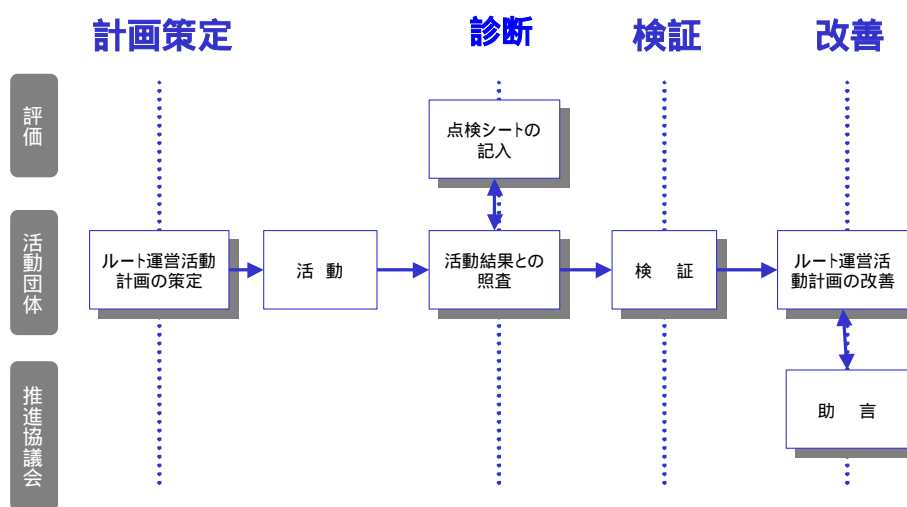 計画策定
診断
検証
改善
評価
点検シートの
記入
活動団体
ルート運営活動
計画の策定
活 動
活動結果との
照査
検 証
ルート運営活
動計画の改善
推進協議会
助 言